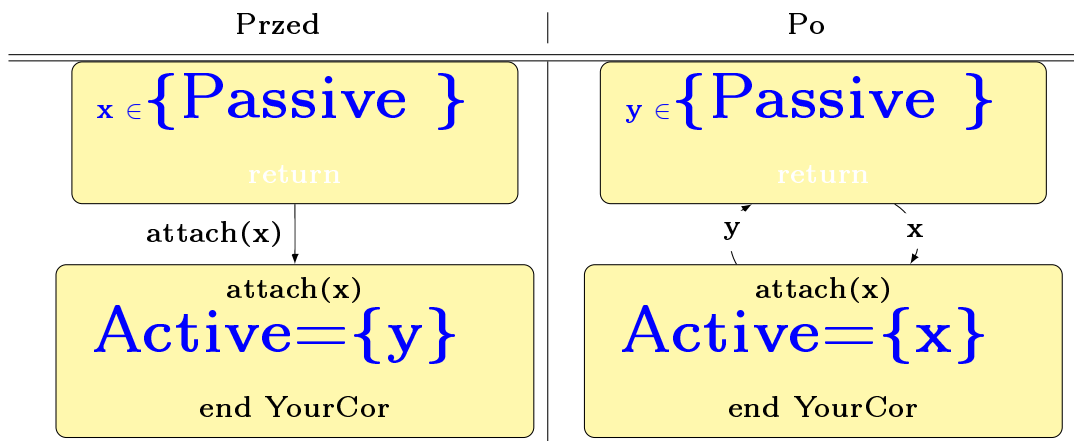 Przed
Po
x ∈{Passive }
return
attach(x)
attach(x)
Active={y}
end YourCor
y ∈{Passive }
return
y
x
attach(x)
Active={x}
end YourCor